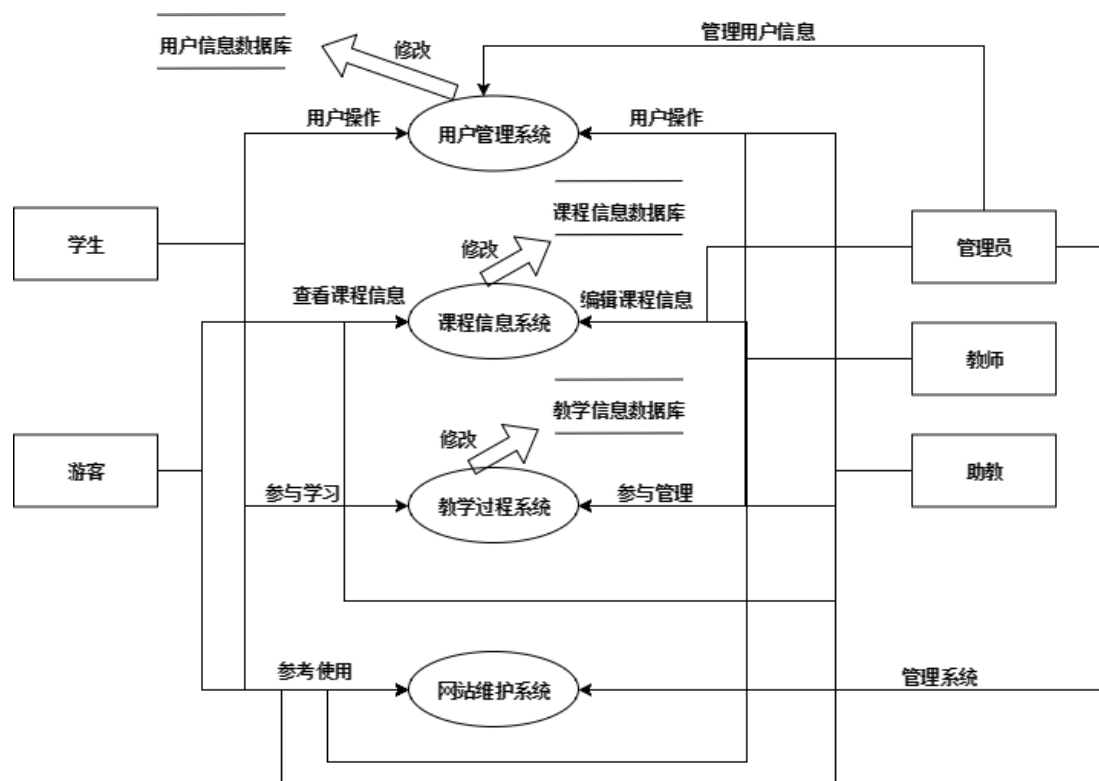 管理用户信息
用户信息数据库
修改
用户操作
用户管理系统
用户操作
课程信息数据库
学生
修改
管理员
查看课程信息
课程信息系统
编辑课程信息
教师
教学信息数据库
修改
游客
助教
参与学习
教学过程系统
参与管理
参考使用
网站维护系统
管理系统